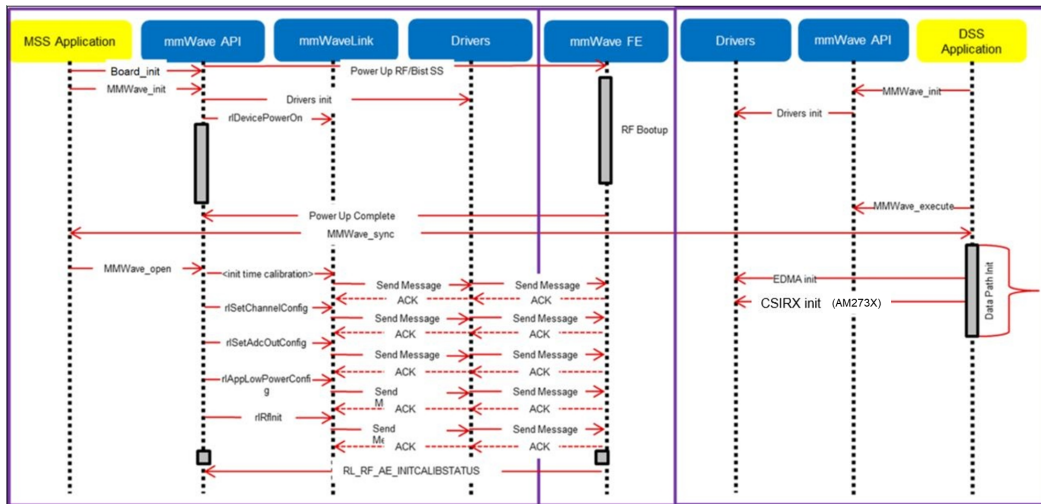 MSS Application
mmWave API
mmWaveLink
Drivers
mmWave FE
Drivers
mmWave API
DSS
Application
Board_init
Power Up RF/Bist SS
MMWave_init
MMWave_init
Drivers init
rlDevicePowerOn
Drivers init
RF Bootup
MMWave_execute
Power Up Complete
MMWave_sync
MMWave_open
<init time calibration>
EDMA init
Data Path Init
Send Message
Send Message
ACK
ACK
rlSetChannelConfig
CSIRX init (AM273X)
Send Message
Send Message
ACK
ACK
rlSetAdcOutConfig
Send Message
Send Message
ACK
ACK
rlAppLowPowerConfi
g
Send
M
Send Message
ACK
ACK
rlRfInit
Send
Me
Send Message
ACK
ACK
RL_RF_AE_INITCALIBSTATUS